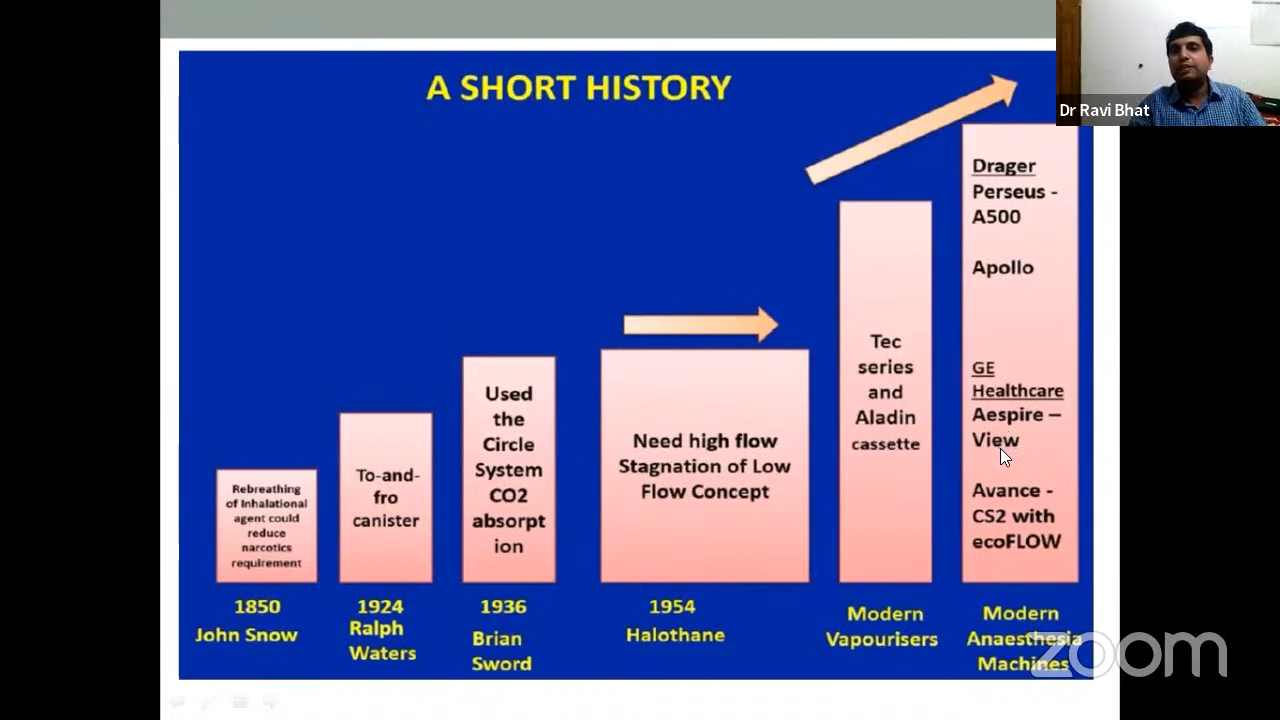 A SHORT HISTORY
Dr Ravi Bhat
Rebreathing
of inhalational
agent could
reduce
narcotics
requirement
1850
John Snow
To-and-
fro
canister
1924
Ralph
Waters
Used
the
Circle
System
CO2
absorpt
ion
1936
Brian
Sword
Need high flow
Stagnation of Low
Flow Concept
1954
Halothane
Tec
series
and
Aladin
cassette
Modern
Vapourisers
Drager
Perseus -
A500
Apollo
GE
Healthcare
Aespire –
View
Avance -
CS2 with
ecoFLOW
Modern
Anaesthesia
Machines
zoom